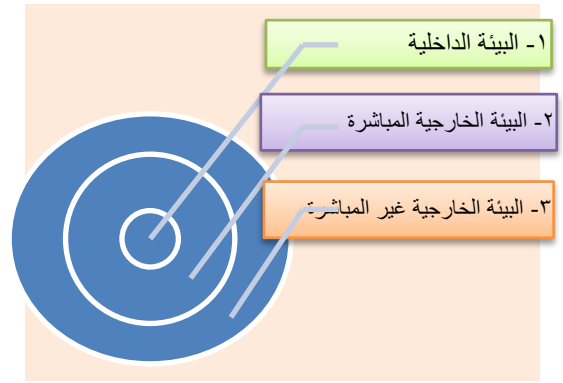 ١- البيئة الداخلية
٢- البيئة الخارجية المباشرة
٣- البيئة الخارجية غير المباشرة